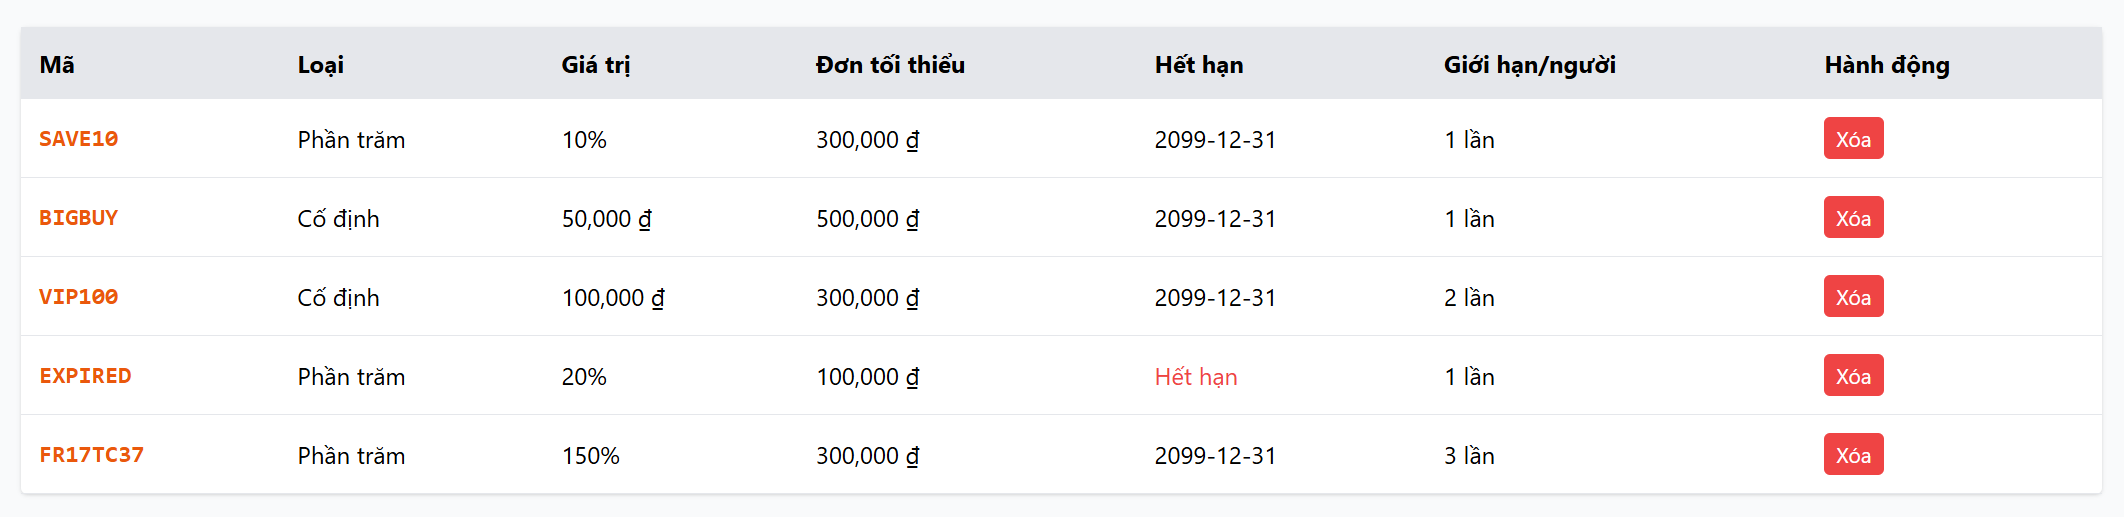 Mã Loại Giá trị Đơn tối thiểu Hết hạn Giới hạn/người Hành động
SAVE10 Phần trăm 10% 300,000 ₫ 2099-12-31 1 lần Xóa
BIGBUY Cố định 50,000 ₫ 500,000 ₫ 2099-12-31 1 lần Xóa
VIP100 Cố định 100,000 ₫ 300,000 ₫ 2099-12-31 2 lần Xóa
EXPIRED Phần trăm 20% 100,000 ₫ Hết hạn 1 lần Xóa
FR17TC37 Phần trăm 150% 300,000 ₫ 2099-12-31 3 lần Xóa